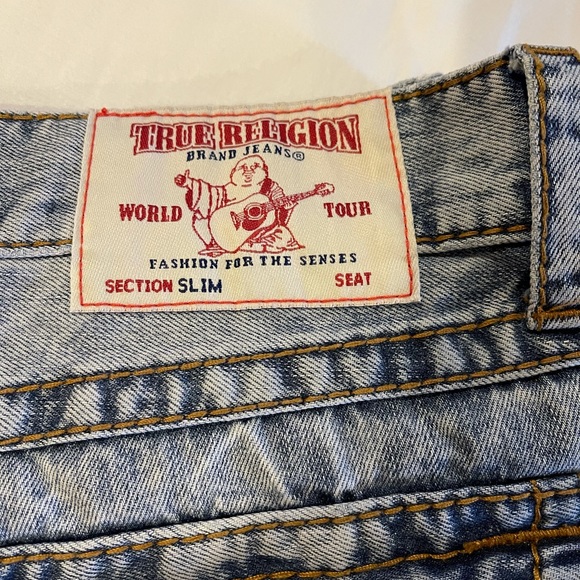 TRUE RELIGION
BRAND JEANS®
WORLD TOUR
FASHION FOR THE SENSES
SECTION SLIM SEAT